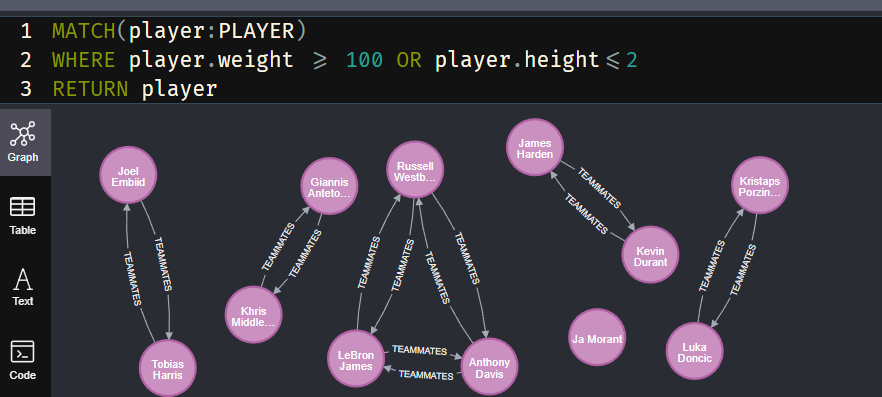 1 MATCH(player:PLAYER)
2 WHERE player.weight ⩾ 100 OR player.height⩽2
3 RETURN player
Graph
Table
Text
Code
Joel
Embiid
TEAMMATES
TEAMMATES
Tobias
Harris
Giannis
Anteto...
TEAMMATES
TEAMMATES
Khris
Middle...
Russell
Westb...
TEAMMATES
TEAMMATES
TEAMMATES
TEAMMATES
LeBron
James
TEAMMATES
TEAMMATES
Anthony
Davis
James
Harden
TEAMMATES
TEAMMATES
Kevin
Durant
Ja Morant
Kristaps
Porzin...
TEAMMATES
TEAMMATES
Luka
Doncic